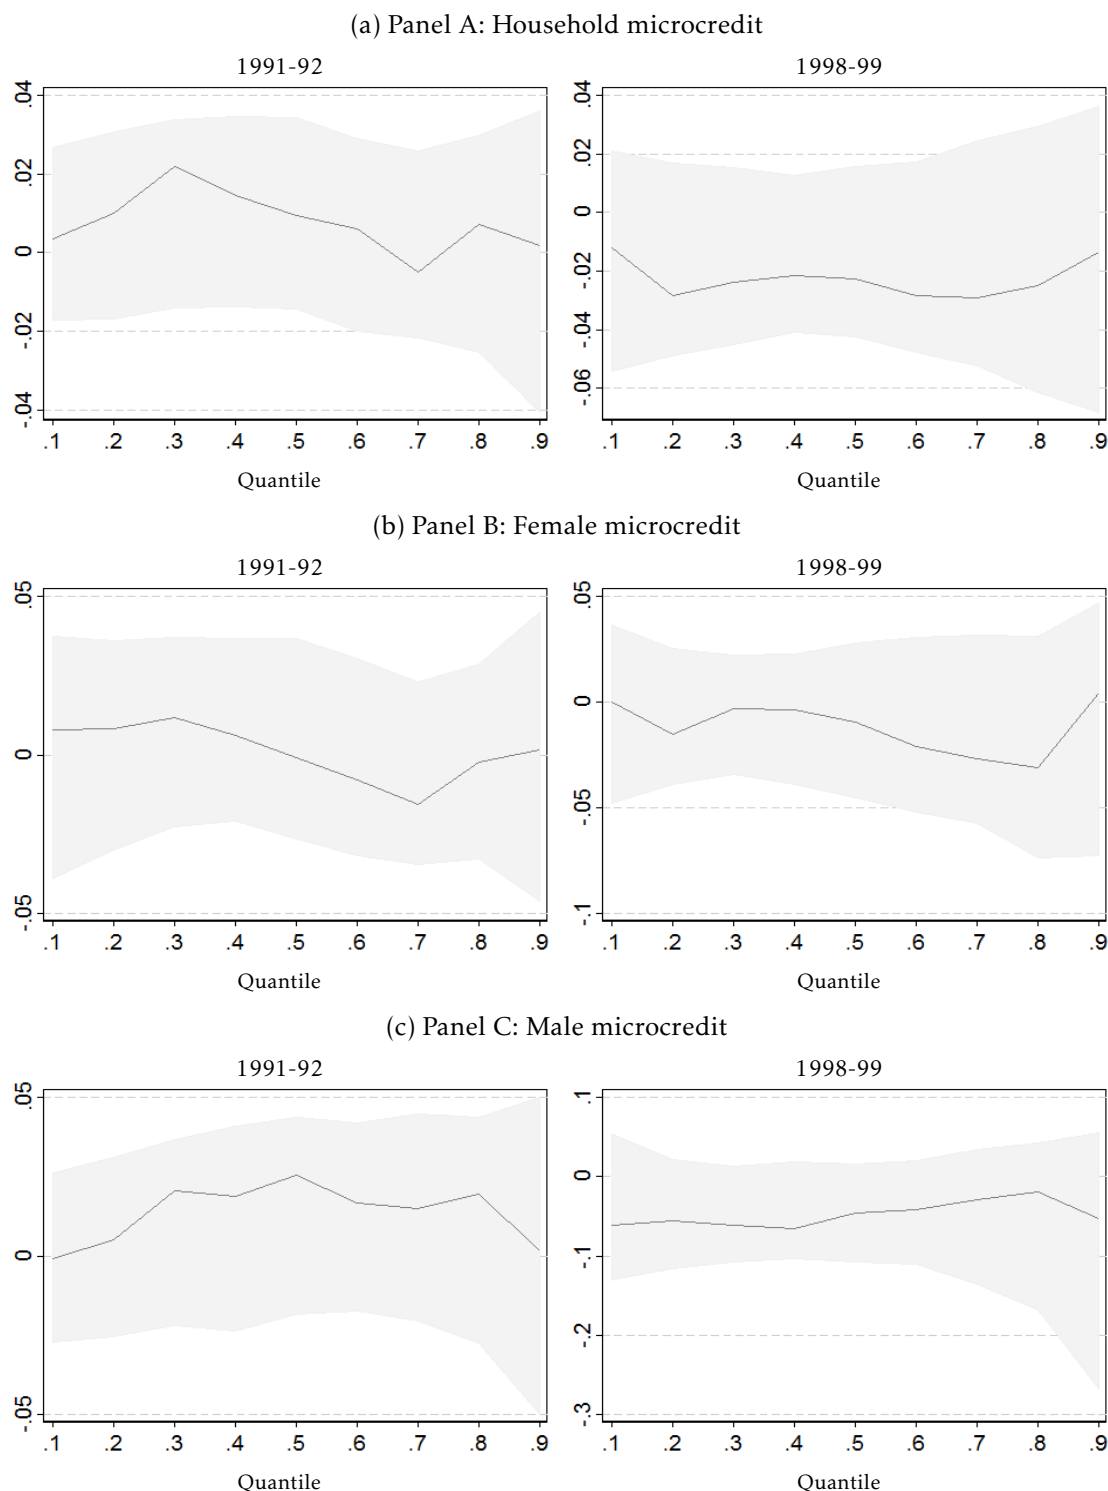 (a) Panel A: Household microcredit
1991-92
.04
.02
0
-.02
-.04
.1 .2 .3 .4 .5 .6 .7 .8 .9
Quantile
1998-99
.04
.02
0
-.02
-.04
-.06
.1 .2 .3 .4 .5 .6 .7 .8 .9
Quantile
(b) Panel B: Female microcredit
1991-92
.05
0
-.05
.1 .2 .3 .4 .5 .6 .7 .8 .9
Quantile
1998-99
.05
0
-.05
-.1
.1 .2 .3 .4 .5 .6 .7 .8 .9
Quantile
(c) Panel C: Male microcredit
1991-92
.05
0
-.05
.1 .2 .3 .4 .5 .6 .7 .8 .9
Quantile
1998-99
.1
0
-.1
-.2
-.3
.1 .2 .3 .4 .5 .6 .7 .8 .9
Quantile